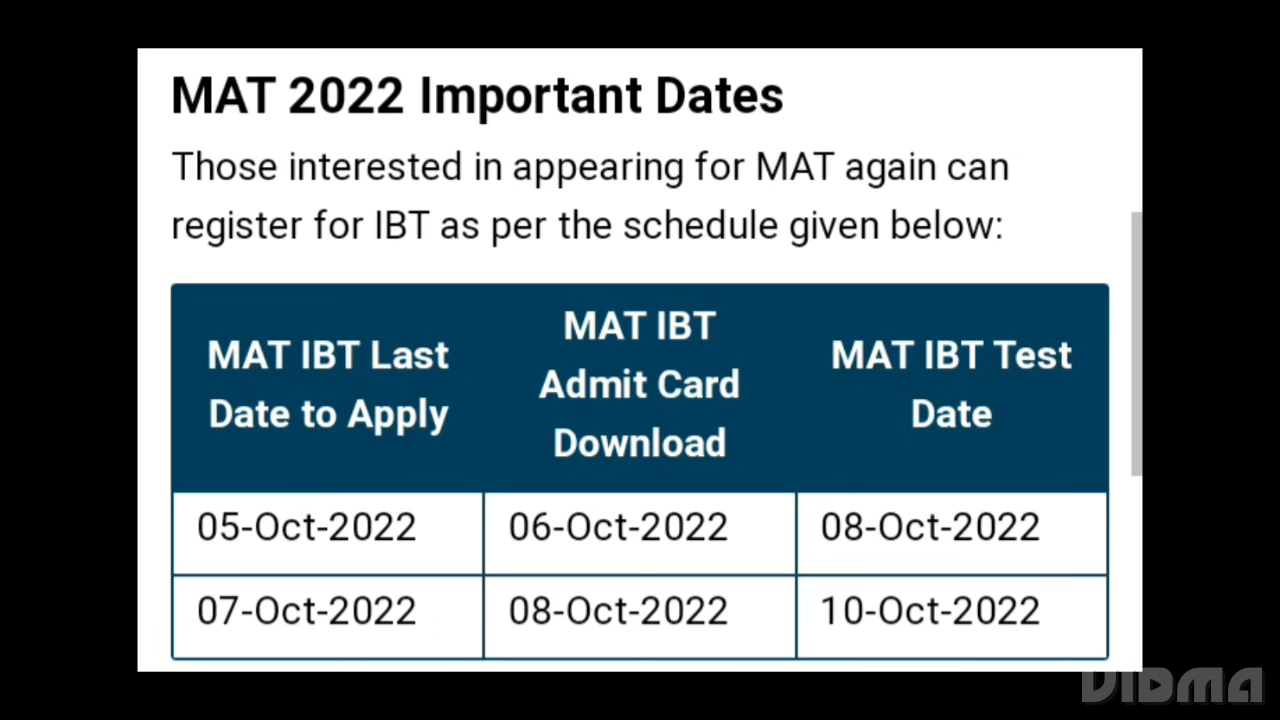 MAT 2022 Important Dates
Those interested in appearing for MAT again can
register for IBT as per the schedule given below:
MAT IBT Last
Date to Apply
MAT IBT
Admit Card
Download
MAT IBT Test
Date
05-Oct-2022 06-Oct-2022 08-Oct-2022
07-Oct-2022 08-Oct-2022 10-Oct-2022
VIDMA